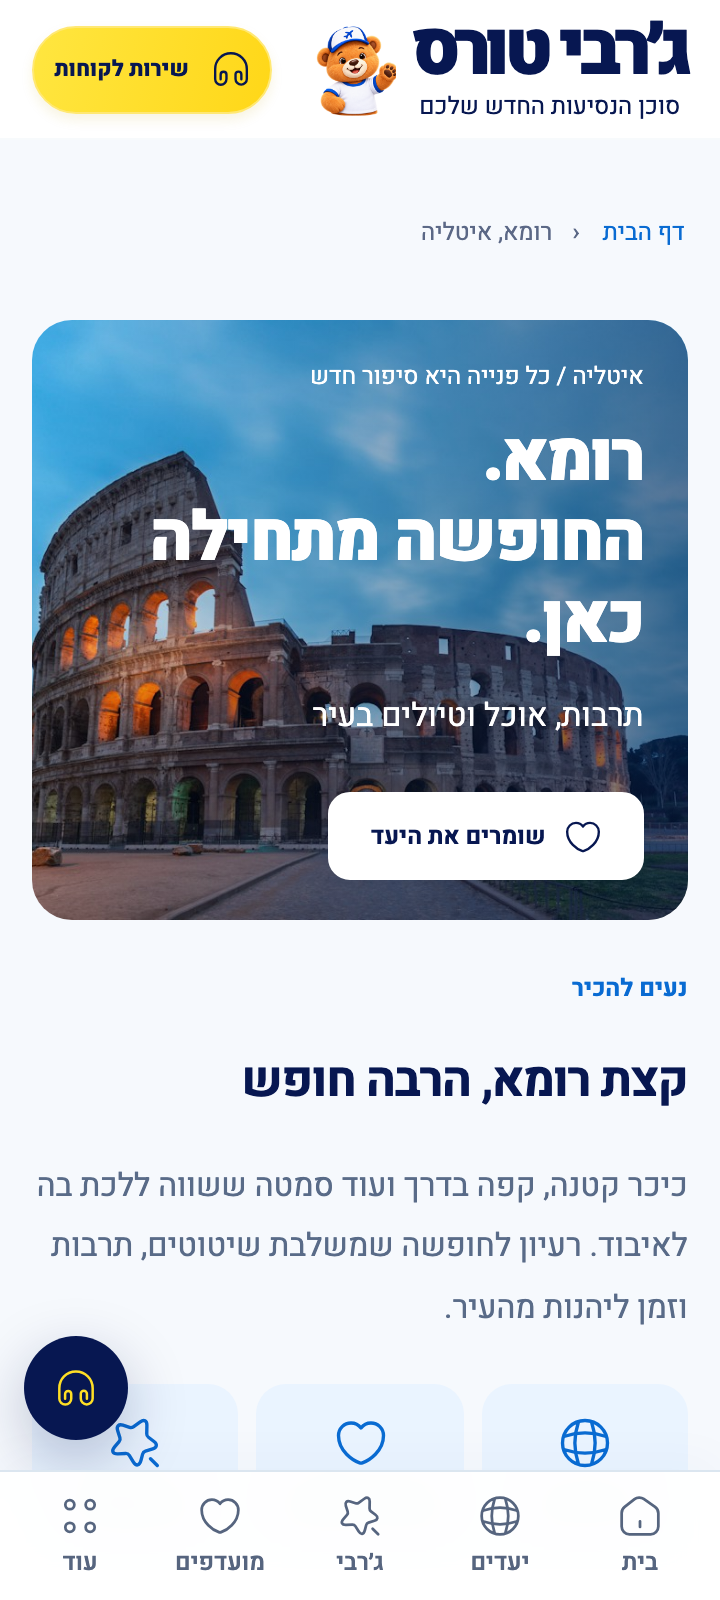 ג'רבי טורס
סוכן הנסיעות החדש שלכם
שירות לקוחות
דף הבית › רומא, איטליה
איטליה / כל פנייה היא סיפור חדש
רומא.
החופשה מתחילה
כאן.
תרבות, אוכל וטיולים בעיר
שומרים את היעד
נעים להכיר
קצת רומא, הרבה חופש
כיכר קטנה, קפה בדרך ועוד סמטה ששווה ללכת בה
לאיבוד. רעיון לחופשה שמשלבת שיטוטים, תרבות
וזמן ליהנות מהעיר.
בית
יעדים
ג'רבי
מועדפים
עוד